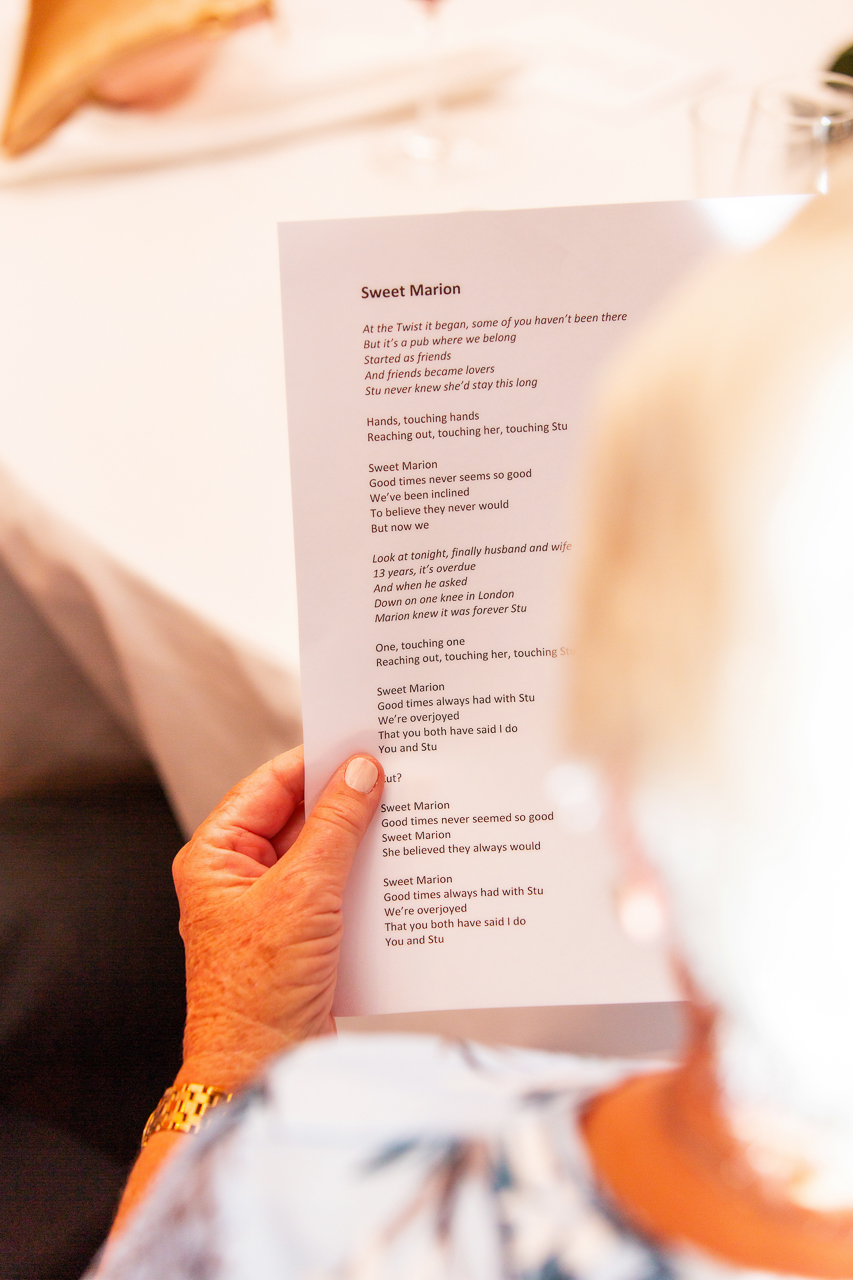 Sweet Marion
At the Twist it began, some of you haven't been there
But it's a pub where we belong
Started as friends
And friends became lovers
Stu never knew she'd stay this long
Hands, touching hands
Reaching out, touching her, touching Stu
Sweet Marion
Good times never seems so good
We've been inclined
To believe they never would
But now we
Look at tonight, finally husband and wife
13 years, it's overdue
And when he asked
Down on one knee in London
Marion knew it was forever Stu
One, touching one
Reaching out, touching her, touching
Sweet Marion
Good times always had with Stu
We're overjoyed
That you both have said I do
You and Stu
Sweet Marion
Good times never seemed so good
Sweet Marion
She believed they always would
Sweet Marion
Good times always had with Stu
We're overjoyed
That you both have said I do
You and Stu